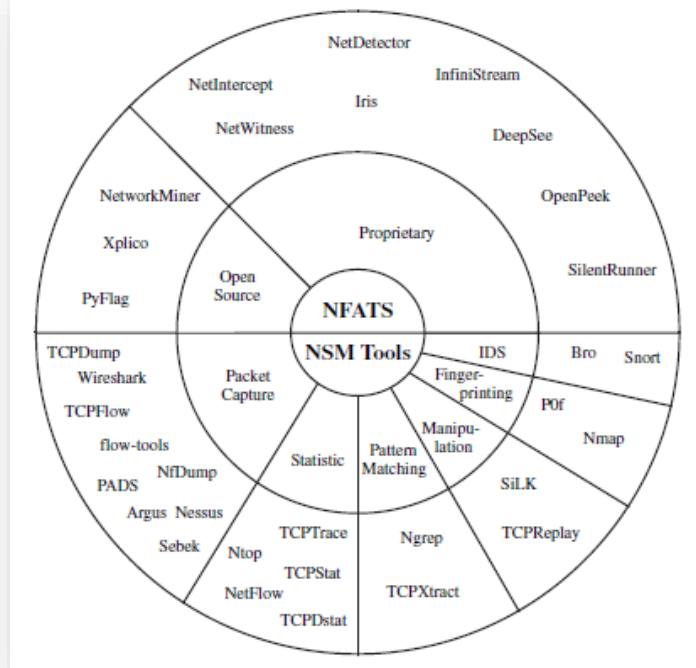 NetDetector
InfiniStream
NetIntercept
Iris
NetWitness
DeepSee
NetworkMiner
OpenPeek
Proprietary
Xplico
Open
Source
SilentRunner
PyFlag
NFATS
NSM Tools
TCPDump
Wireshark
TCPFlow
flow-tools
NfDump
PADS
Argus Nessus
Sebek
Packet
Capture
Statistic
Ntop
TCPTrace
TCPStat
NetFlow
TCPDstat
Pattern
Matching
Ngrep
TCPXtract
Manipu-
lation
SiLK
TCPReplay
Finger-
printing
P0f
Nmap
IDS
Bro
Snort